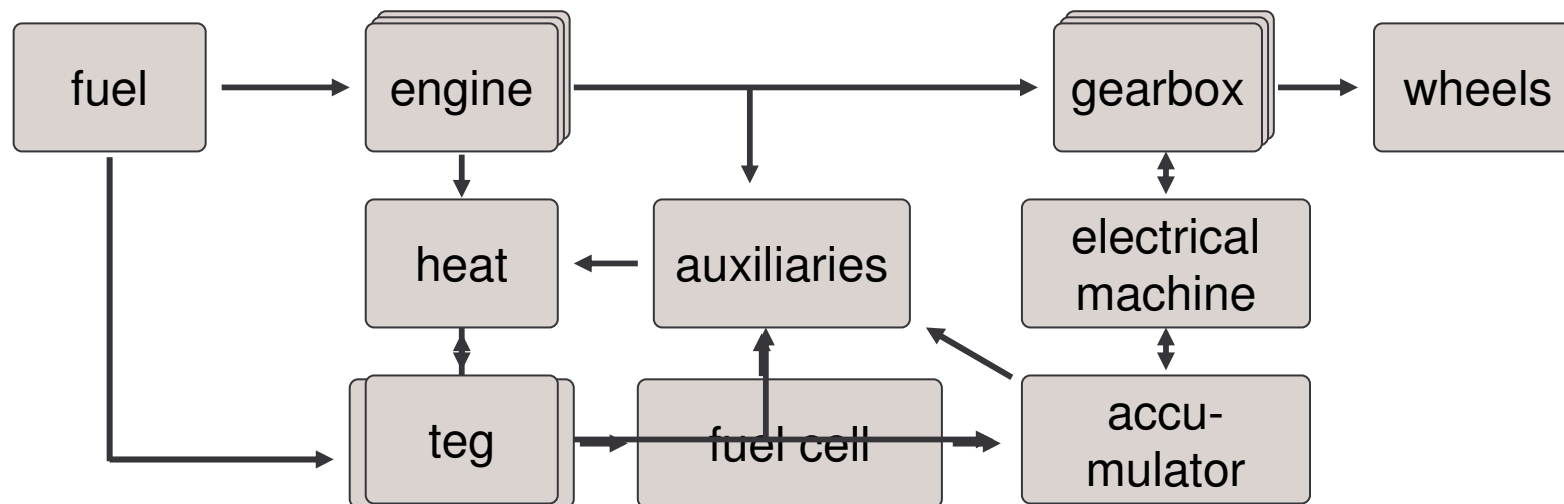 fuel
engine
gearbox
wheels
heat
auxiliaries
electrical
machine
teg
fuel cell
accu-
mulator